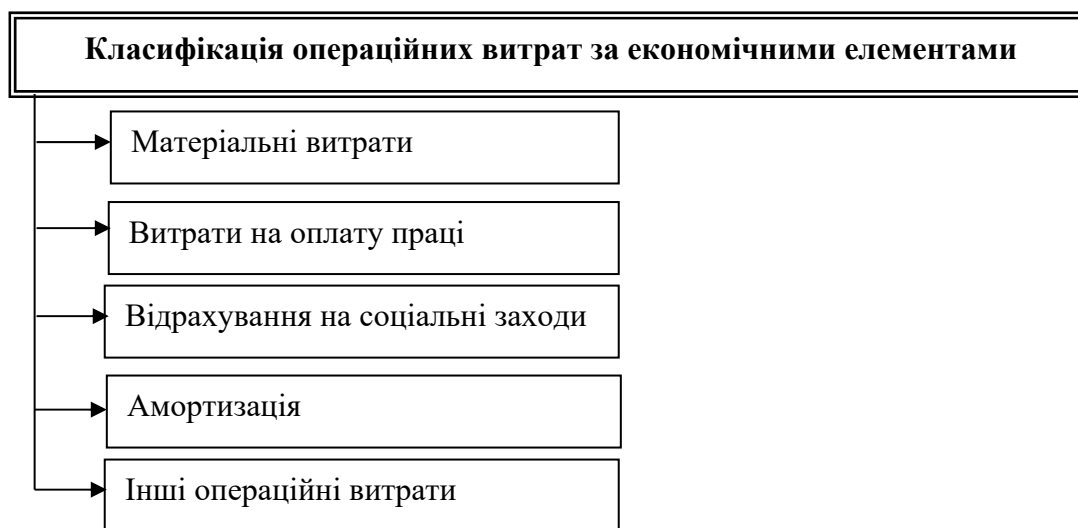 Класифікація операційних витрат за економічними елементами
Матеріальні витрати
Витрати на оплату праці
Відрахування на соціальні заходи
Амортизація
Інші операційні витрати